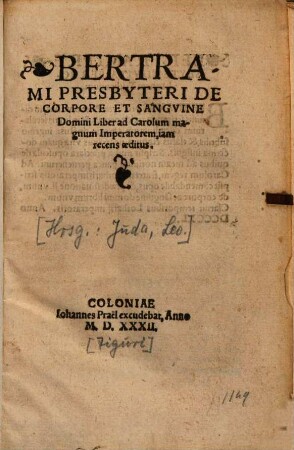 BERTRA-
MI PRESBYTERI DE
CORPORE ET SANGVINE
Domini Liber ad Carolum ma-
gnum Imperatorem, iam
recens æditus.
[Hrsg.: Juda, Leo.]
COLONIAE
Iohannes Praël excudebat, Anno
M. D. XXXII.
[Tiguri]
1149